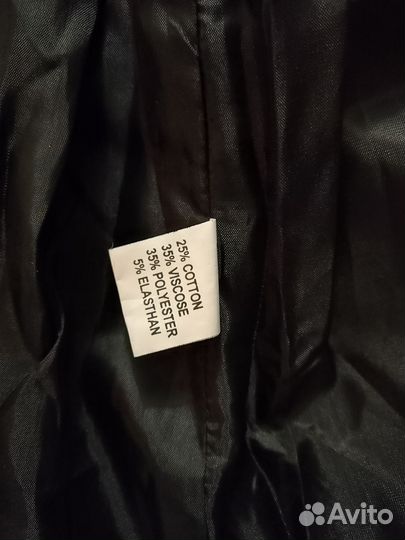 25% COTTON
35% VISCOSE
35% POLYESTER
5% ELASTHAN
Avito